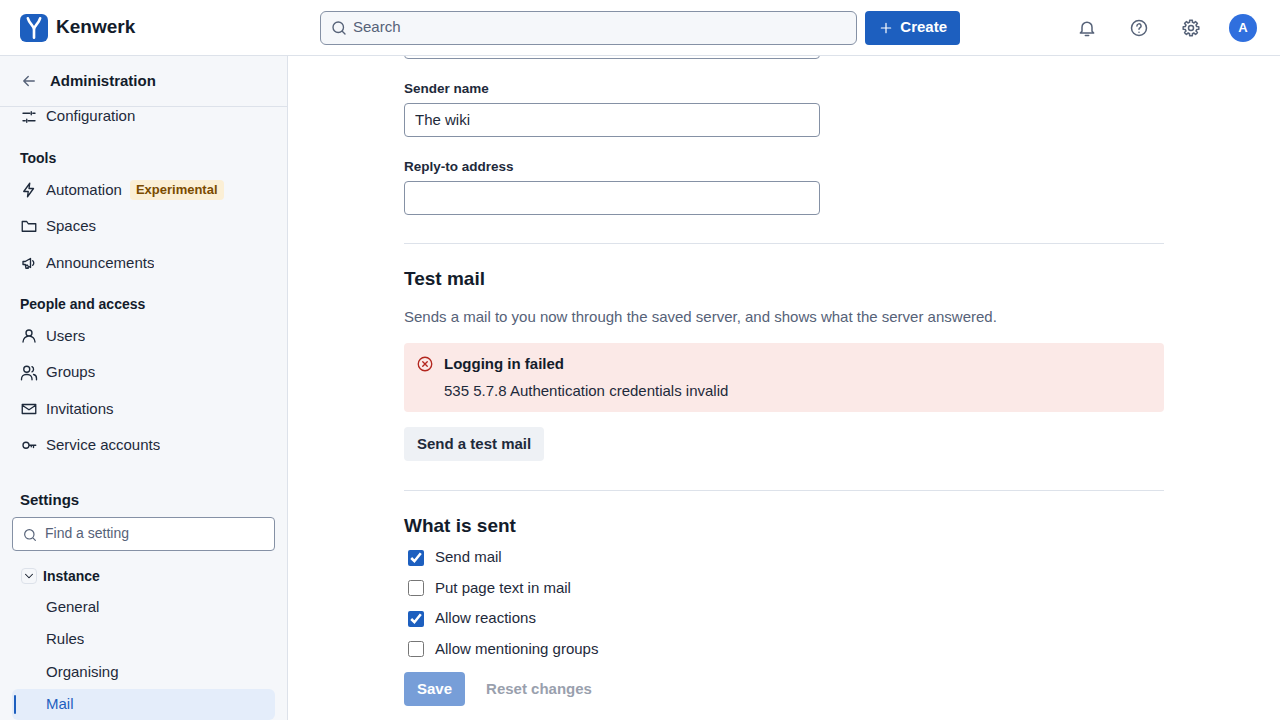 Kenwerk
Search
Create
A
Administration
Configuration
Tools
Automation Experimental
Spaces
Announcements
People and access
Users
Groups
Invitations
Service accounts
Settings
Find a setting
Instance
General
Rules
Organising
Mail
Sender name
The wiki
Reply-to address
Test mail
Sends a mail to you now through the saved server, and shows what the server answered.
Logging in failed
535 5.7.8 Authentication credentials invalid
Send a test mail
What is sent
Send mail
Put page text in mail
Allow reactions
Allow mentioning groups
Save Reset changes